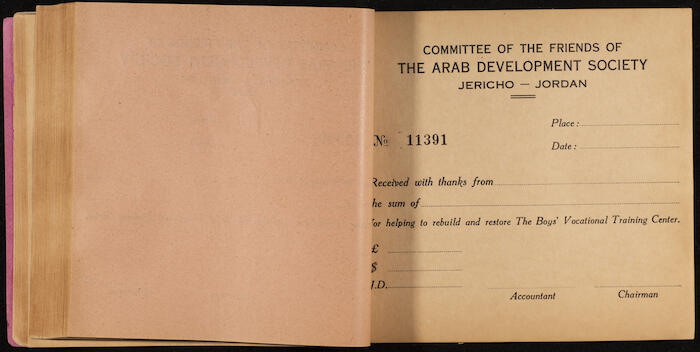 COMMITTEE OF THE FRIENDS OF
THE ARAB DEVELOPMENT SOCIETY
JERICHO — JORDAN
Place :
Date :
No 11391
Received with thanks from
he sum of
for helping to rebuild and restore The Boys' Vocational Training Center.
£
$
J.D.
Accountant Chairman